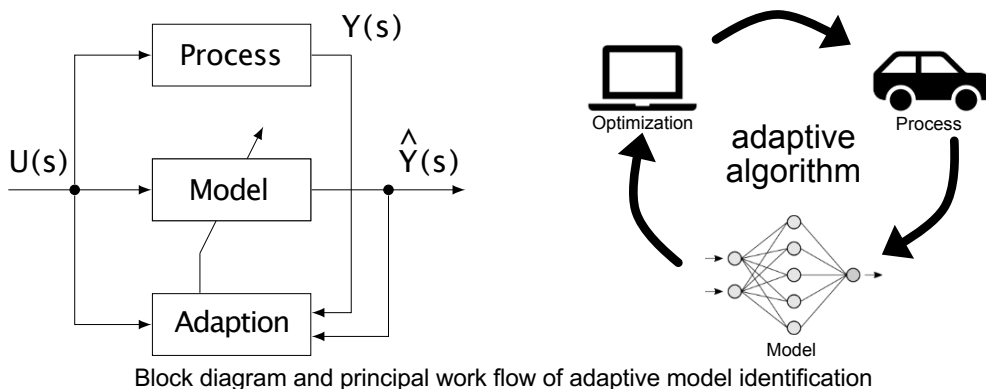 Process
Y(s)
U(s)
Model
Ŷ(s)
Adaption
Optimization
Process
adaptive
algorithm
Model
Block diagram and principal work flow of adaptive model identification